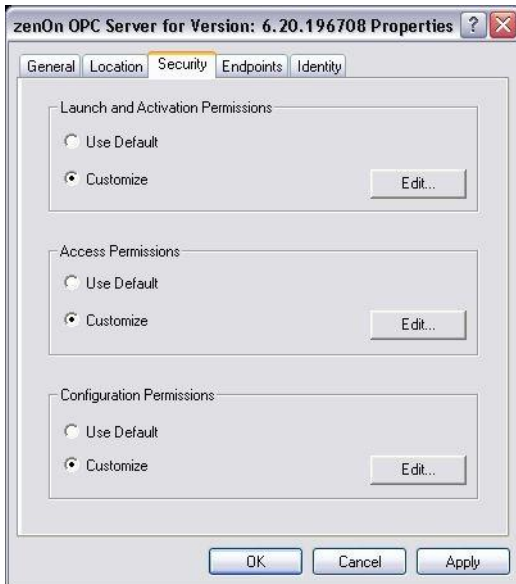 zenOn OPC Server for Version: 6.20.196708 Properties
General Location Security Endpoints Identity
Launch and Activation Permissions
Use Default
Customize
Edit...
Access Permissions
Use Default
Customize
Edit...
Configuration Permissions
Use Default
Customize
Edit...
OK Cancel Apply